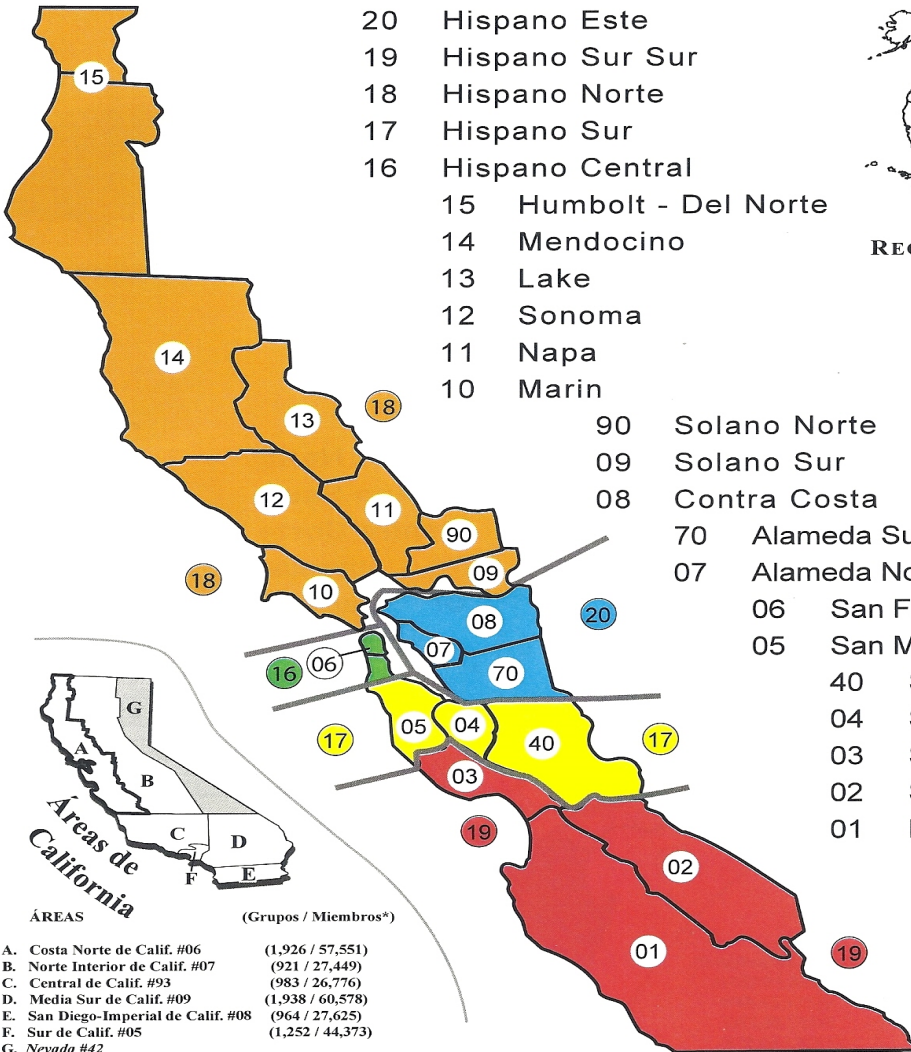 20 Hispano Este
19 Hispano Sur Sur
18 Hispano Norte
17 Hispano Sur
16 Hispano Central
15 Humbolt - Del Norte
14 Mendocino
13 Lake
12 Sonoma
11 Napa
10 Marin
90 Solano Norte
09 Solano Sur
08 Contra Costa
70 Alameda
07 Alameda
06 San
05 San
40
04
03
02
01
15
14
13
18
12
11
90
09
10
18
08
20
07
06
16
70
05
04
40
17
17
03
19
02
01
19
G
A
B
C
D
F
E
Áreas de
California
ÁREAS (Grupos / Miembros*)
A. Costa Norte de Calif. #06 (1,926 / 57,551)
B. Norte Interior de Calif. #07 (921 / 27,449)
C. Central de Calif. #93 (983 / 26,776)
D. Media Sur de Calif. #09 (1,938 / 60,578)
E. San Diego-Imperial de Calif. #08 (964 / 27,625)
F. Sur de Calif. #05 (1,252 / 44,373)
G. Nevada #42